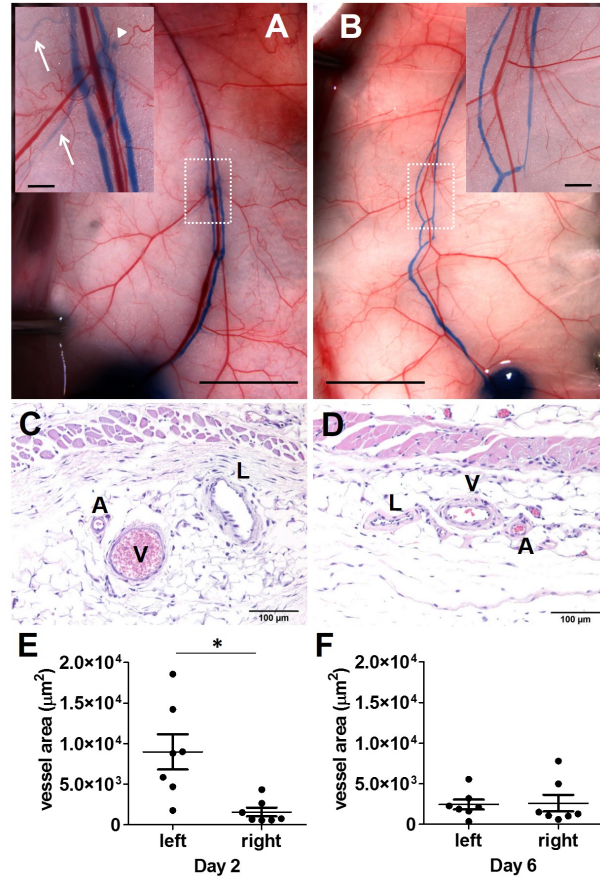 A
B
C
A
V
L
100 μm
D
L
V
A
100 μm
E
vessel area (μm²)
2.0×10⁴
1.5×10⁴
1.0×10⁴
5.0×10³
0
*
left
right
Day 2
F
vessel area (μm²)
2.0×10⁴
1.5×10⁴
1.0×10⁴
5.0×10³
0
left
right
Day 6